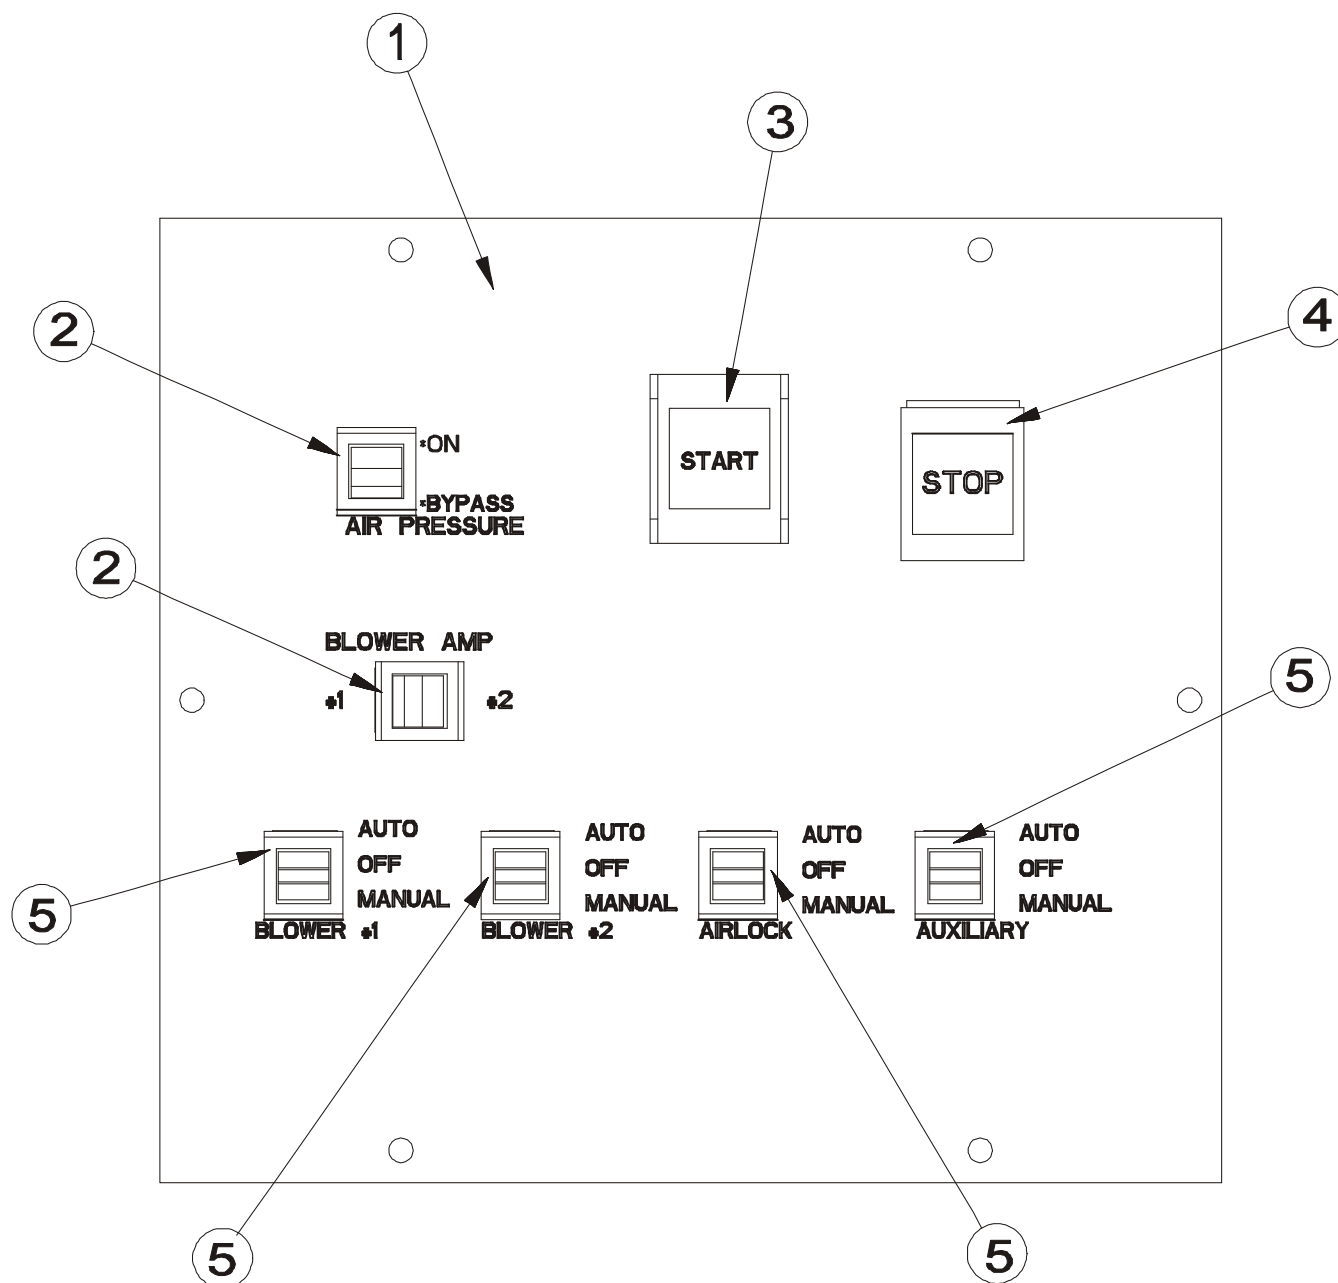 1
3
2
4
*ON
START
STOP
*BYPASS
AIR PRESSURE
2
BLOWER AMP
#1
#2
5
AUTO
OFF
MANUAL
BLOWER #1
AUTO
OFF
MANUAL
BLOWER #2
AUTO
OFF
MANUAL
AIRLOCK
AUTO
OFF
MANUAL
AUXILIARY
5
5
5